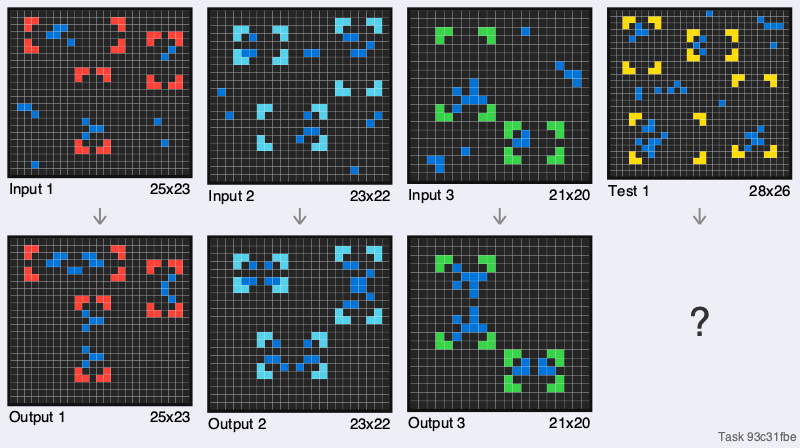 Input 1 25x23
Input 2 23x22
Input 3 21x20
Test 1 28x26
?
Output 1 25x23
Output 2 23x22
Output 3 21x20
Task 93c31fbe